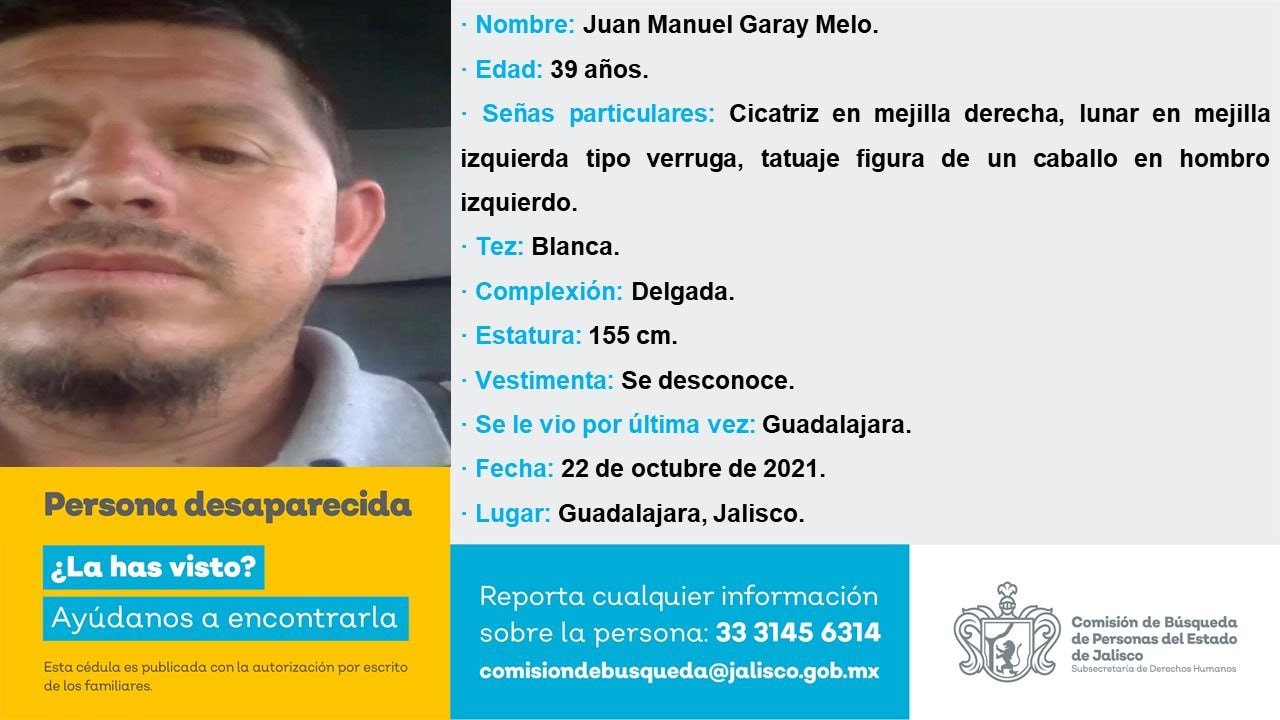 · Nombre: Juan Manuel Garay Melo.
· Edad: 39 años.
· Señas particulares: Cicatriz en mejilla derecha, lunar en mejilla
izquierda tipo verruga, tatuaje figura de un caballo en hombro
izquierdo.
· Tez: Blanca.
· Complexión: Delgada.
· Estatura: 155 cm.
· Vestimenta: Se desconoce.
· Se le vio por última vez: Guadalajara.
· Fecha: 22 de octubre de 2021.
· Lugar: Guadalajara, Jalisco.
Persona desaparecida
¿La has visto?
Ayúdanos a encontrarla
Esta cédula es publicada con la autorización por escrito
de los familiares.
Reporta cualquier información
sobre la persona: 33 3145 6314
comisiondebusqueda@jalisco.gob.mx
Comisión de Búsqueda
de Personas del Estado
de Jalisco
Subsecretaría de Derechos Humanos